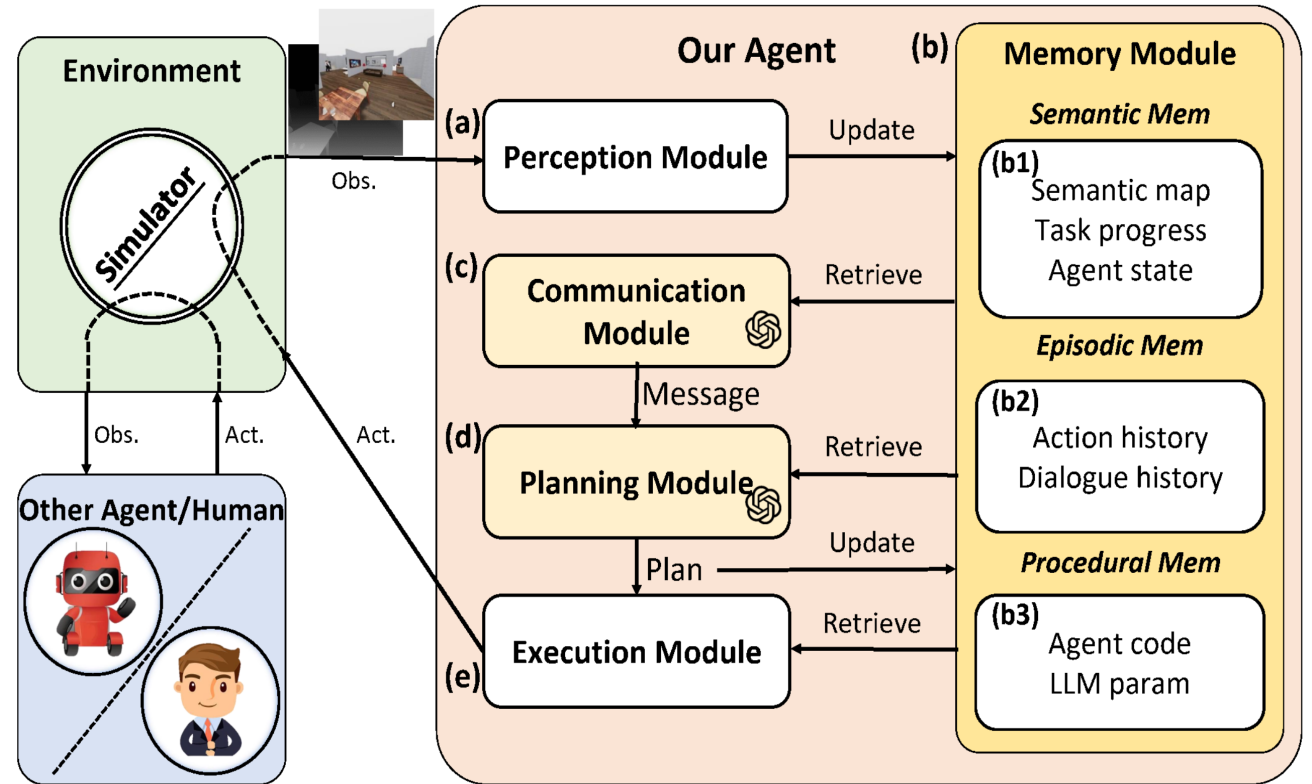 Environment
Simulator
Obs.
Act.
Other Agent/Human
Obs.
Act.
Our Agent
(a)
Perception Module
Update
(c)
Communication
Module
Retrieve
Message
(d)
Planning Module
Retrieve
Plan
Update
Execution Module
(e)
Retrieve
(b)
Memory Module
Semantic Mem
(b1)
Semantic map
Task progress
Agent state
Episodic Mem
(b2)
Action history
Dialogue history
Procedural Mem
(b3)
Agent code
LLM param